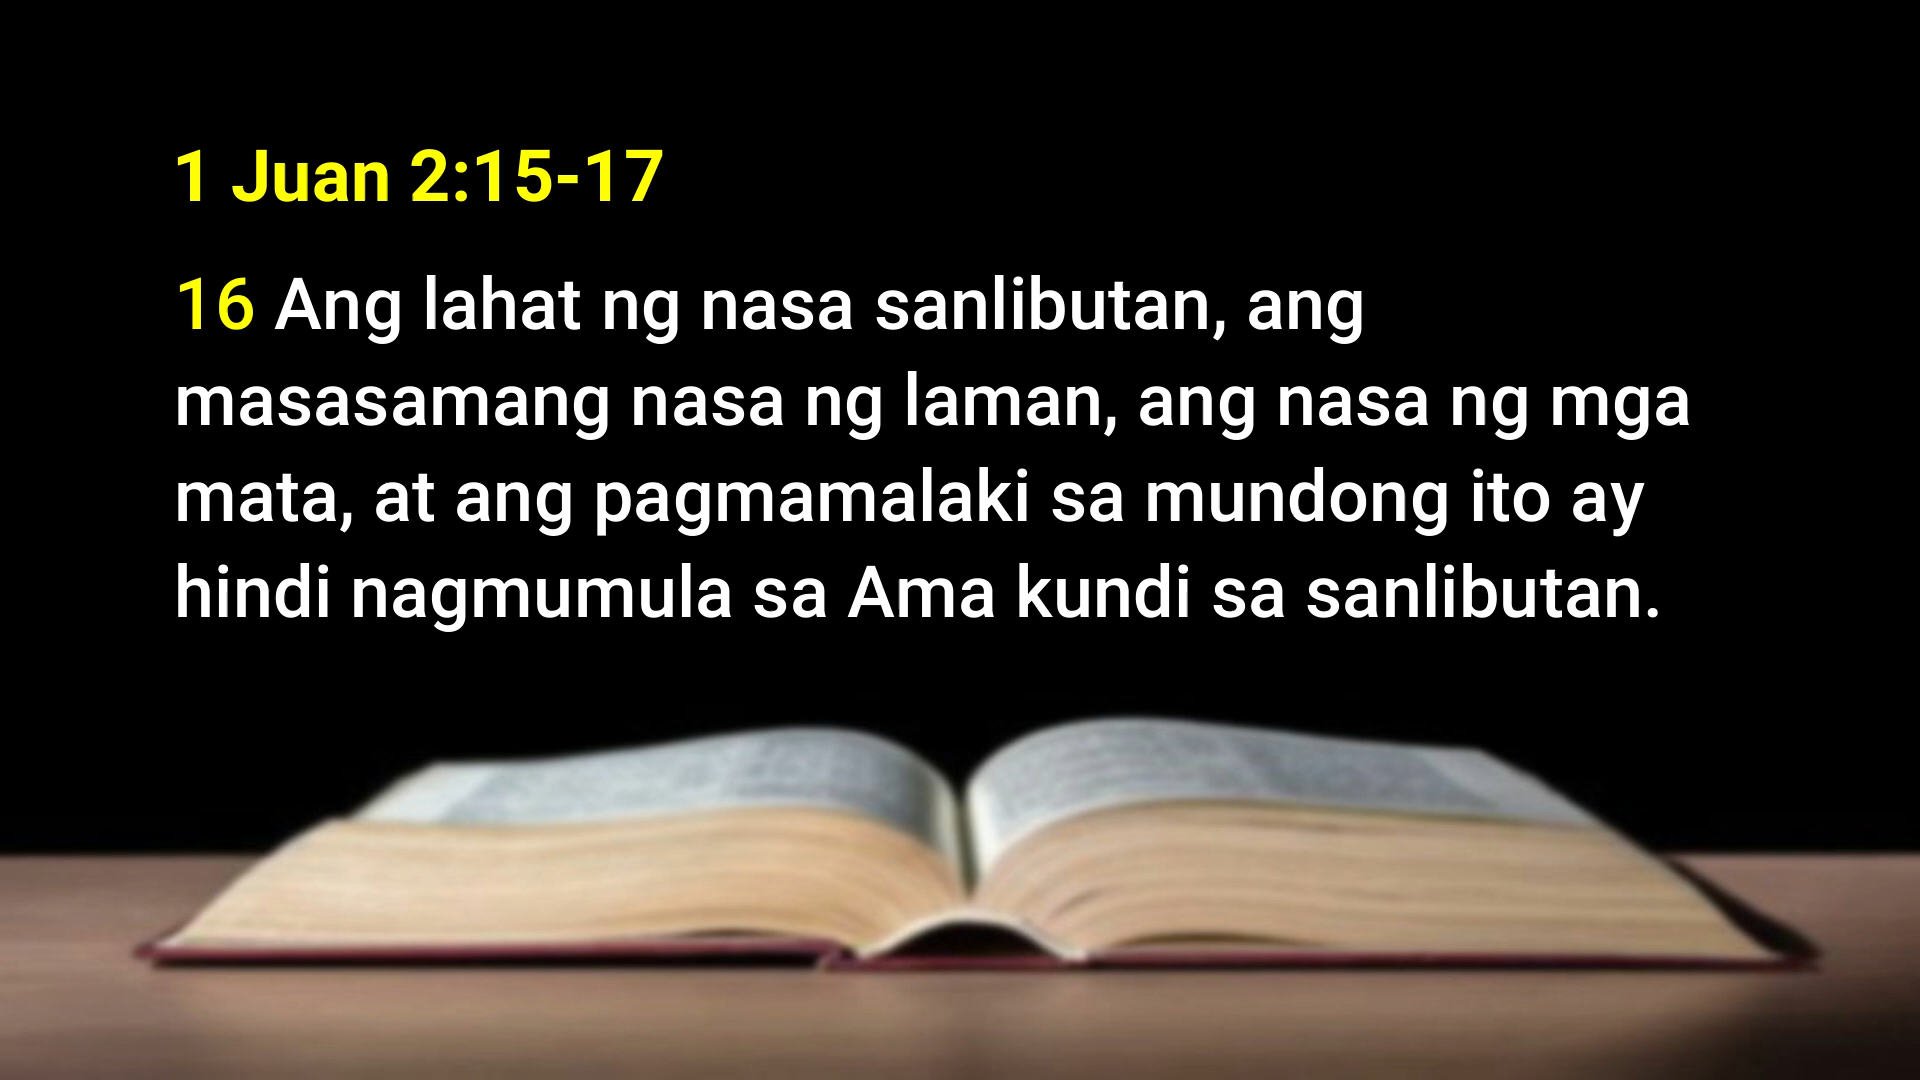 1 Juan 2:15-17
16 Ang lahat ng nasa sanlibutan, ang
masasamang nasa ng laman, ang nasa ng mga
mata, at ang pagmamalaki sa mundong ito ay
hindi nagmumula sa Ama kundi sa sanlibutan.